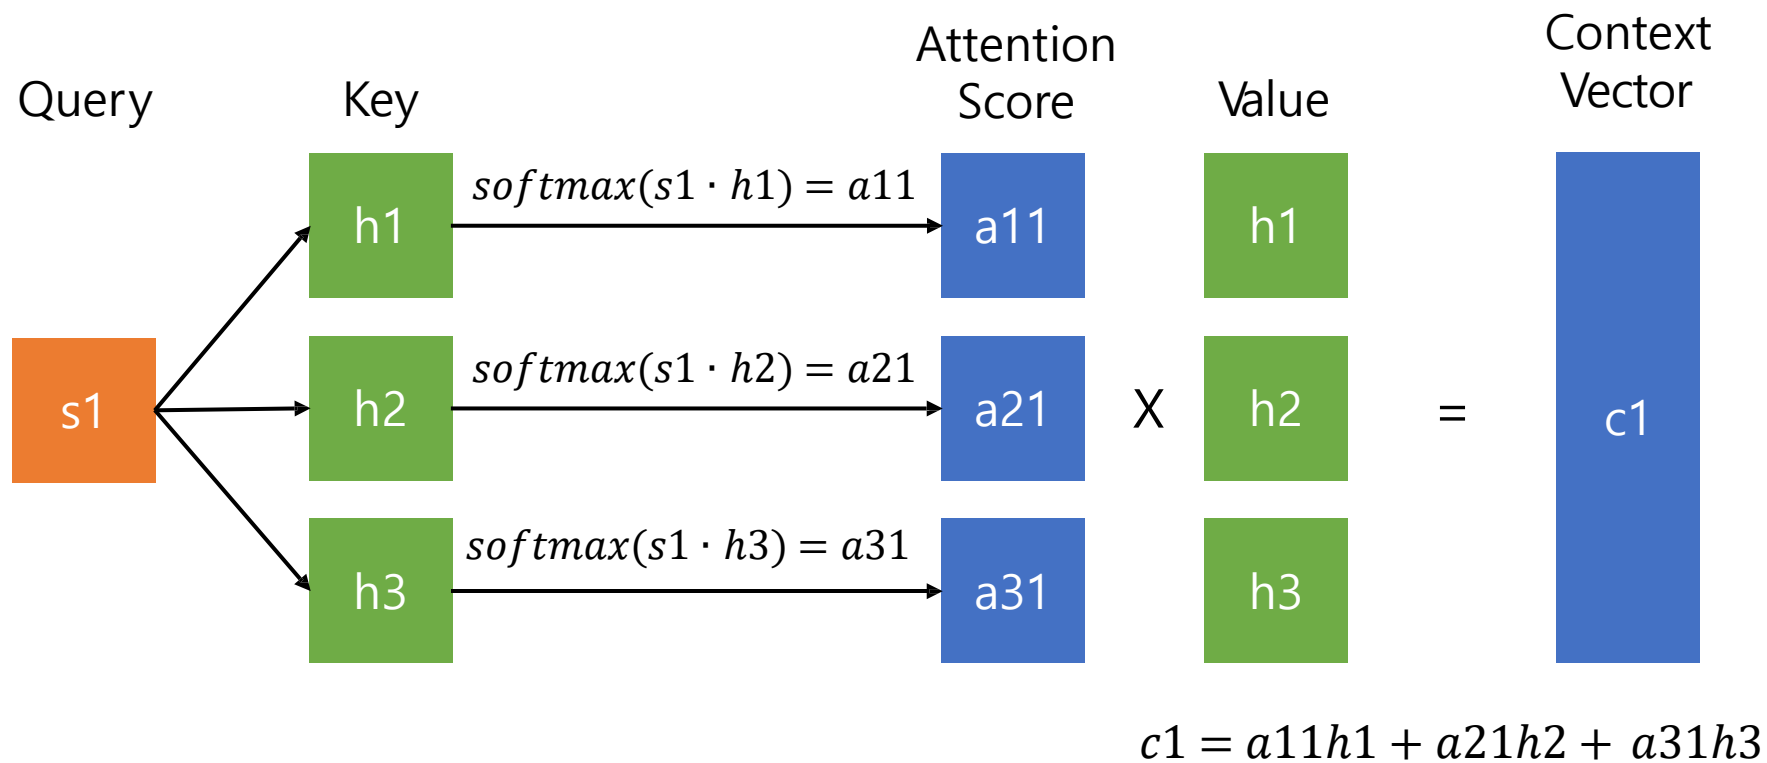 Query
Key
Attention
Score
Value
Context
Vector
s1
h1
softmax(s1 · h1) = a11
a11
h1
h2
softmax(s1 · h2) = a21
a21
X
h2
=
c1
h3
softmax(s1 · h3) = a31
a31
h3
c1 = a11h1 + a21h2 + a31h3